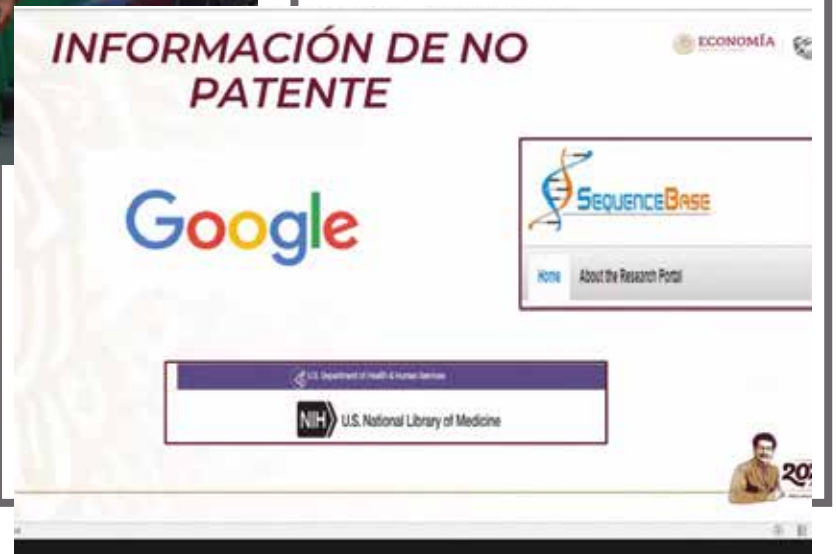 INFORMACIÓN DE NO
PATENTE
ECONOMÍA
Google
SEQUENCEBASE
Home About the Research Portal
U.S. Department of Health & Human Services
NIH U.S. National Library of Medicine